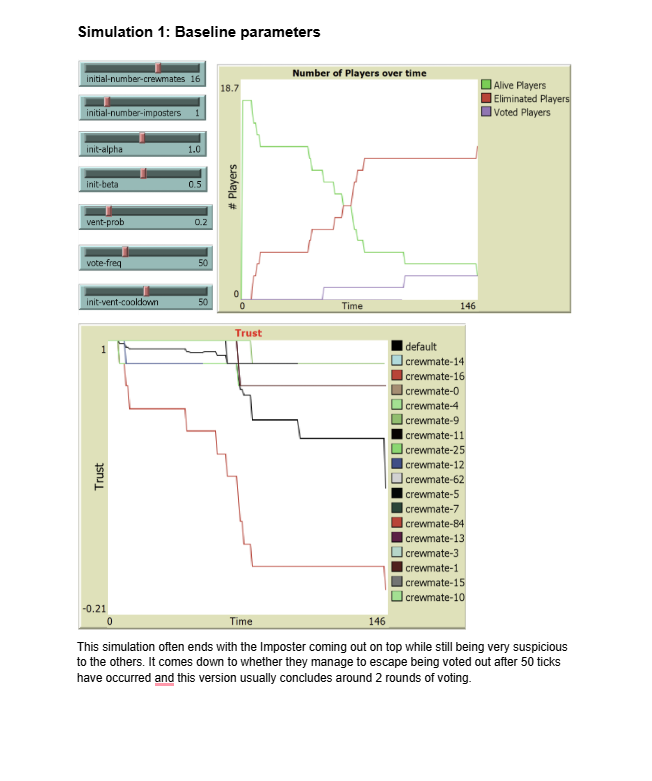 Simulation 1: Baseline parameters
initial-number-crewmates 16
initial-number-imposters 1
init-alpha 1.0
init-beta 0.5
vent-prob 0.2
vote-freq 50
init-vent-cooldown 50
Number of Players over time
18.7
# Players
0
0
Time
146
Alive Players
Eliminated Players
Voted Players
Trust
1
Trust
-0.21
0
Time
146
default
crewmate-14
crewmate-16
crewmate-0
crewmate-4
crewmate-9
crewmate-11
crewmate-25
crewmate-12
crewmate-62
crewmate-5
crewmate-7
crewmate-84
crewmate-13
crewmate-3
crewmate-1
crewmate-15
crewmate-10
This simulation often ends with the Imposter coming out on top while still being very suspicious
to the others. It comes down to whether they manage to escape being voted out after 50 ticks
have occurred and this version usually concludes around 2 rounds of voting.